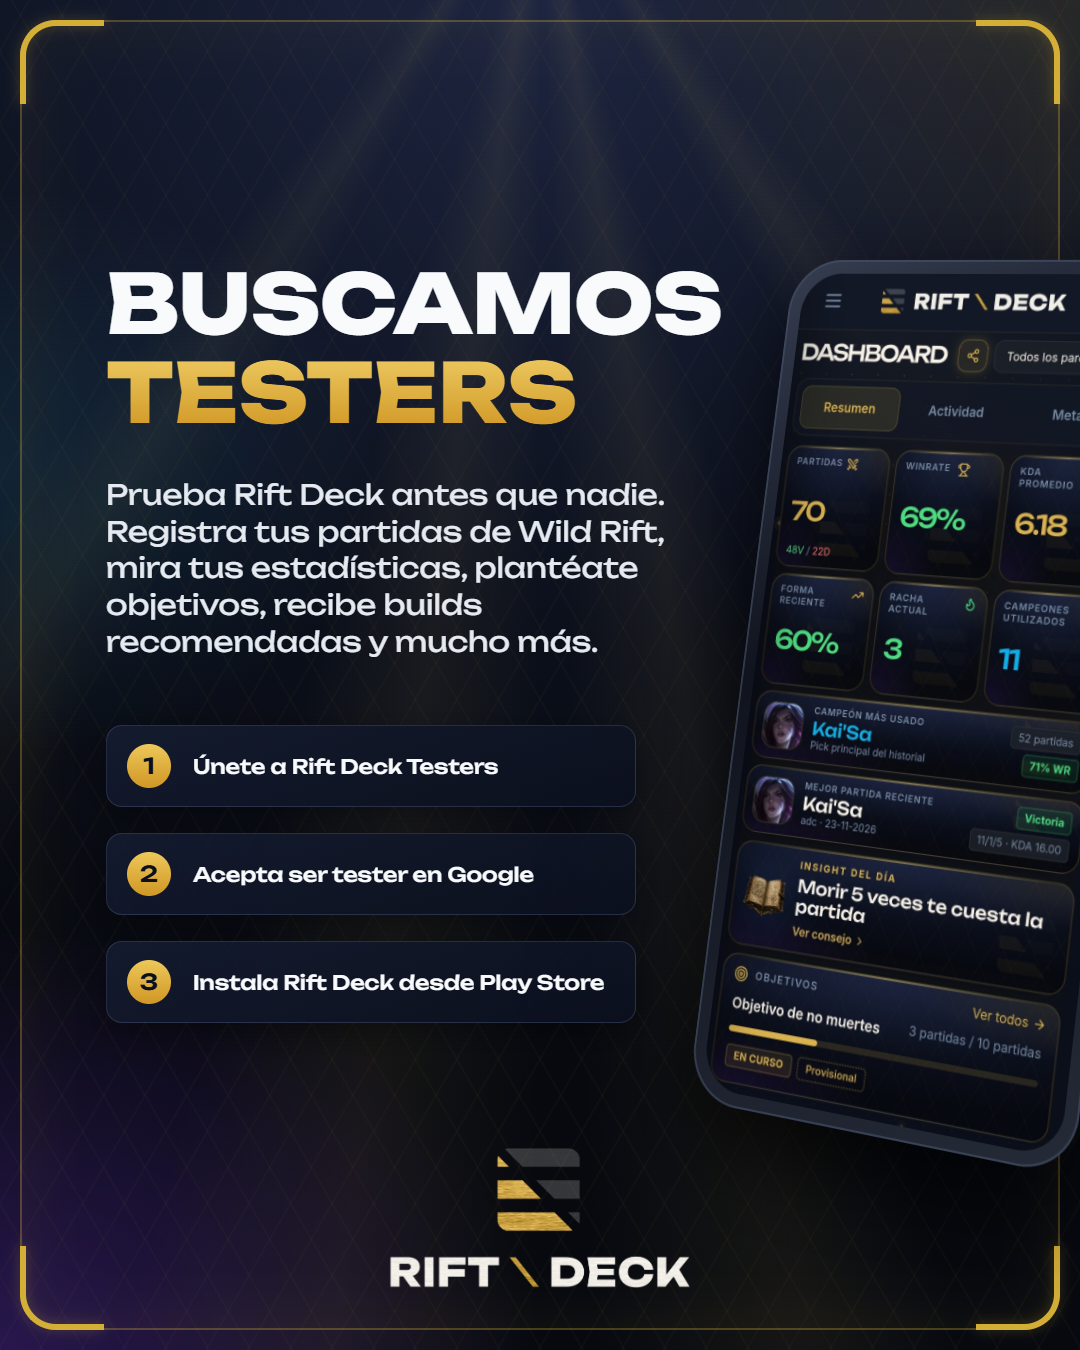 BUSCAMOS
TESTERS
Prueba Rift Deck antes que nadie.
Registra tus partidas de Wild Rift,
mira tus estadísticas, plantéate
objetivos, recibe builds
recomendadas y mucho más.
1 Únete a Rift Deck Testers
2 Acepta ser tester en Google
3 Instala Rift Deck desde Play Store
RIFT \ DECK
DASHBOARD
Todos los
Resumen
Actividad
PARTIDAS
70
48V / 22D
WINRATE
69%
KDA
PROMEDIO
6.18
FORMA
RECIENTE
60%
RACHA
ACTUAL
3
CAMPEONES
UTILIZADOS
11
CAMPEÓN MÁS USADO
Kai'Sa
Pick principal del historial
52 partidas
71% WR
MEJOR PARTIDA RECIENTE
Kai'Sa
adc · 23-11-2026
Victoria
11/1/5 · KDA 16.00
INSIGHT DEL DÍA
Morir 5 veces te cuesta la
partida
Ver consejo >
OBJETIVOS
Ver todos →
Objetivo de no muertes
3 partidas / 10 partidas
EN CURSO
Provisional
RIFT \ DECK